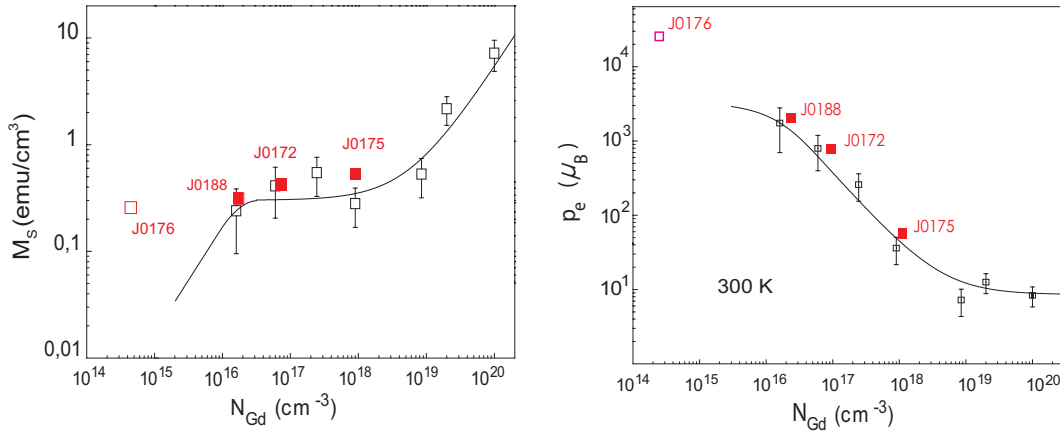 10
1
0,1
0,01
M_s (emu/cm^3)
J0176
J0188
J0172
J0175
10^14 10^15 10^16 10^17 10^18 10^19 10^20
N_Gd (cm^-3)
10^4
10^3
10^2
10^1
p_e (μ_B)
J0176
J0188
J0172
J0175
300 K
10^14 10^15 10^16 10^17 10^18 10^19 10^20
N_Gd (cm^-3)